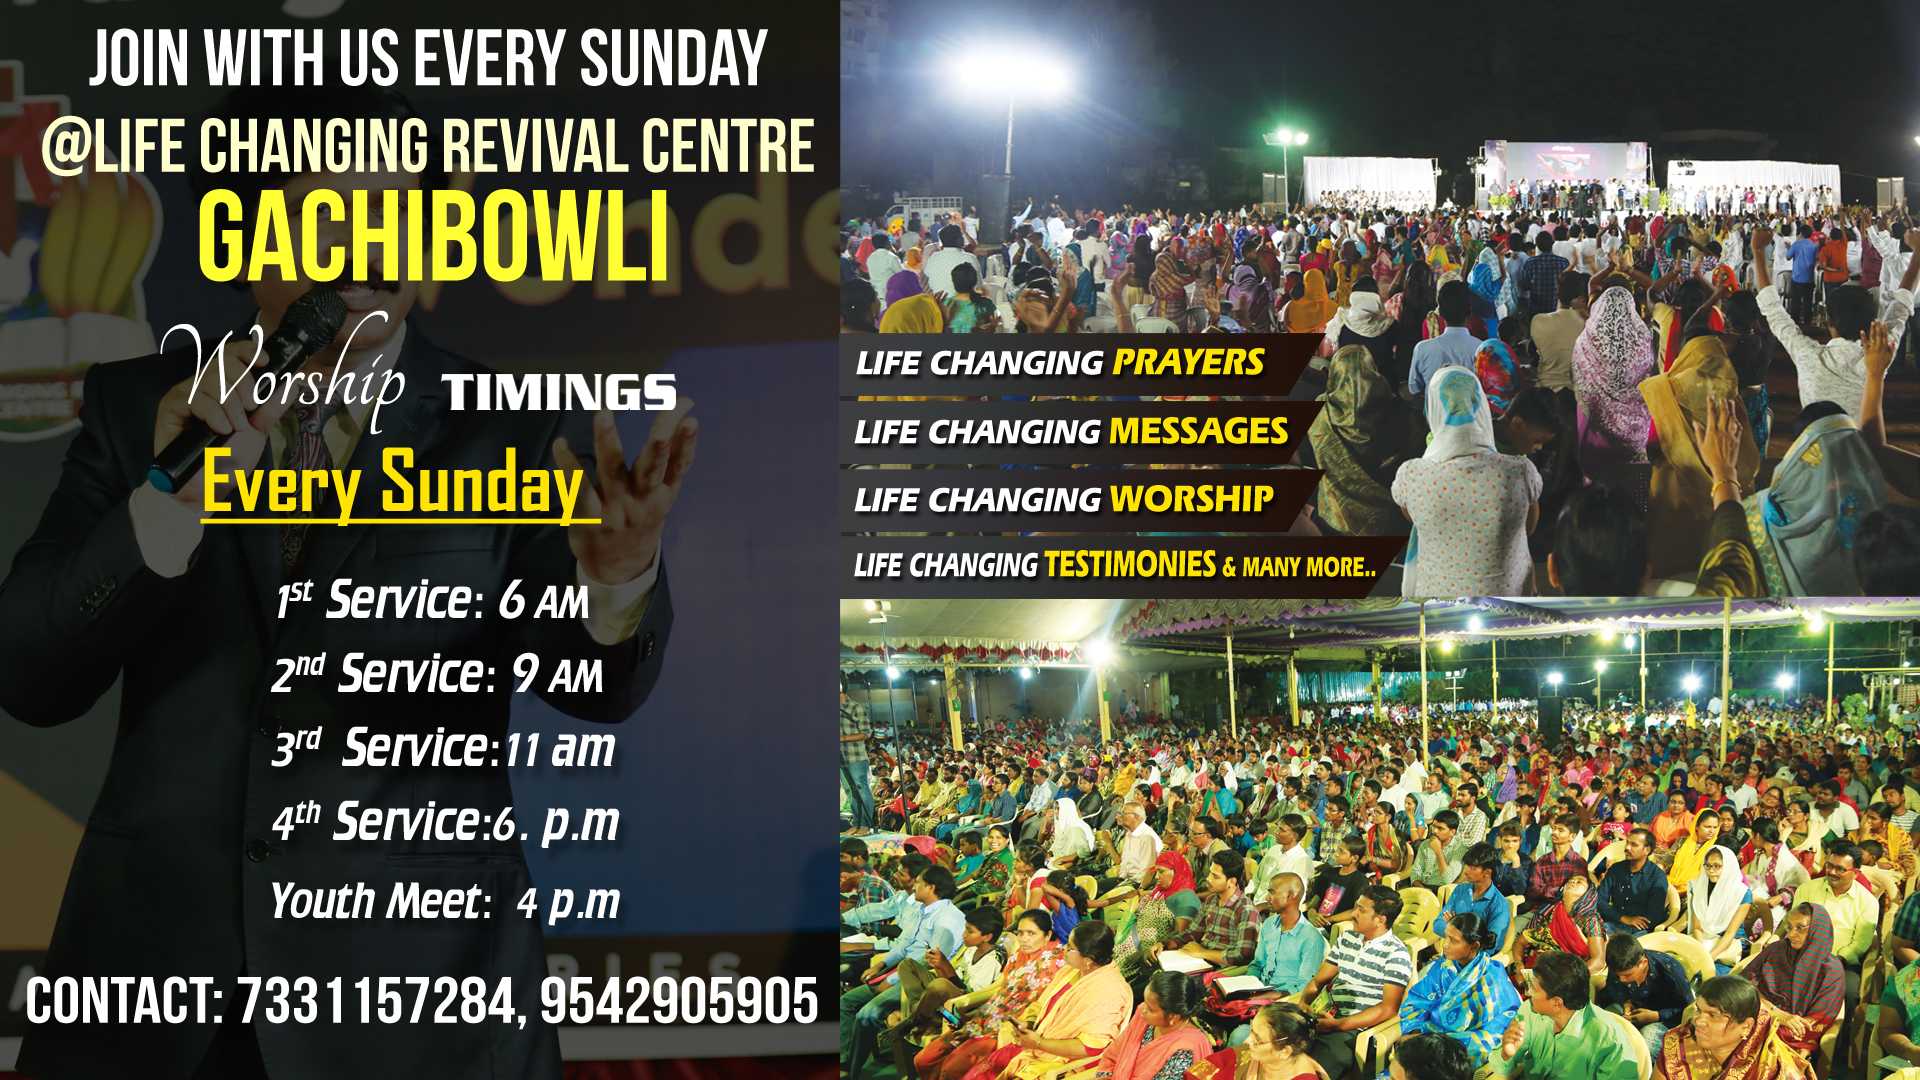 JOIN WITH US EVERY SUNDAY
@LIFE CHANGING REVIVAL CENTRE
GACHIBOWLI
Worship TIMINGS
Every Sunday
1st Service: 6 AM
2nd Service: 9 AM
3rd Service:11 am
4th Service:6. p.m
Youth Meet: 4 p.m
CONTACT: 7331157284, 9542905905
LIFE CHANGING PRAYERS
LIFE CHANGING MESSAGES
LIFE CHANGING WORSHIP
LIFE CHANGING TESTIMONIES & MANY MORE..